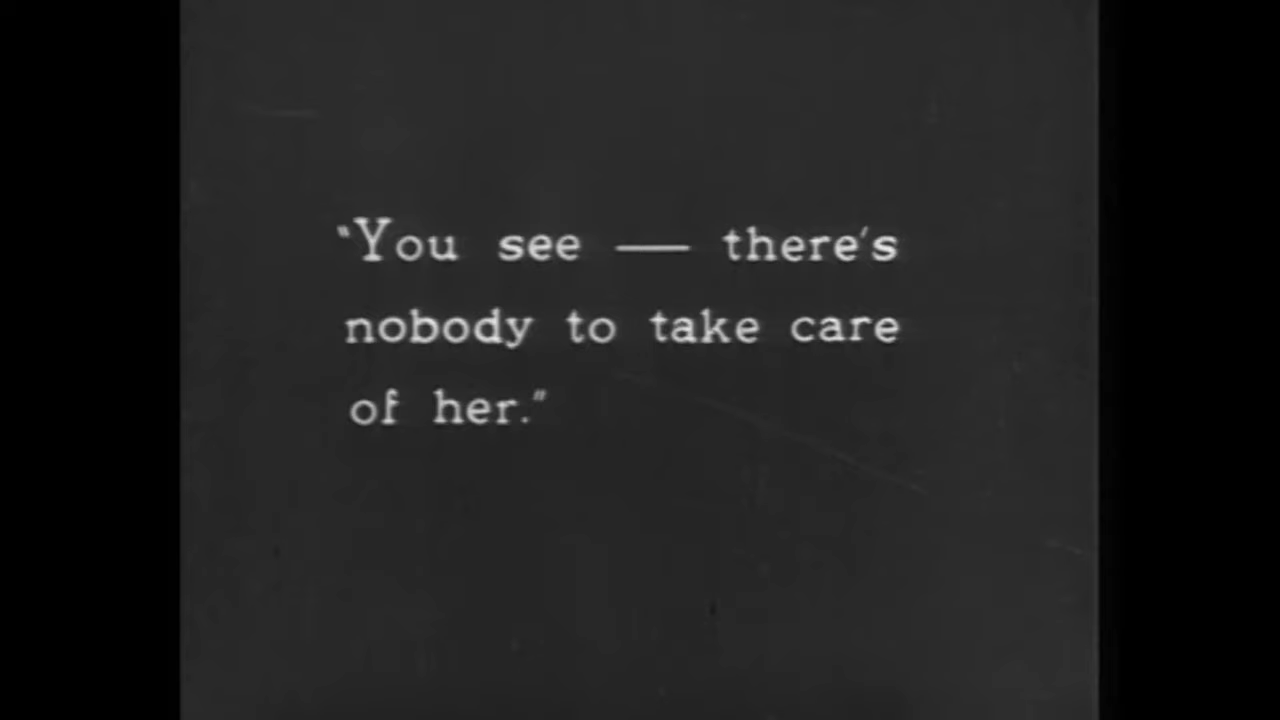 "You see — there's
nobody to take care
of her."